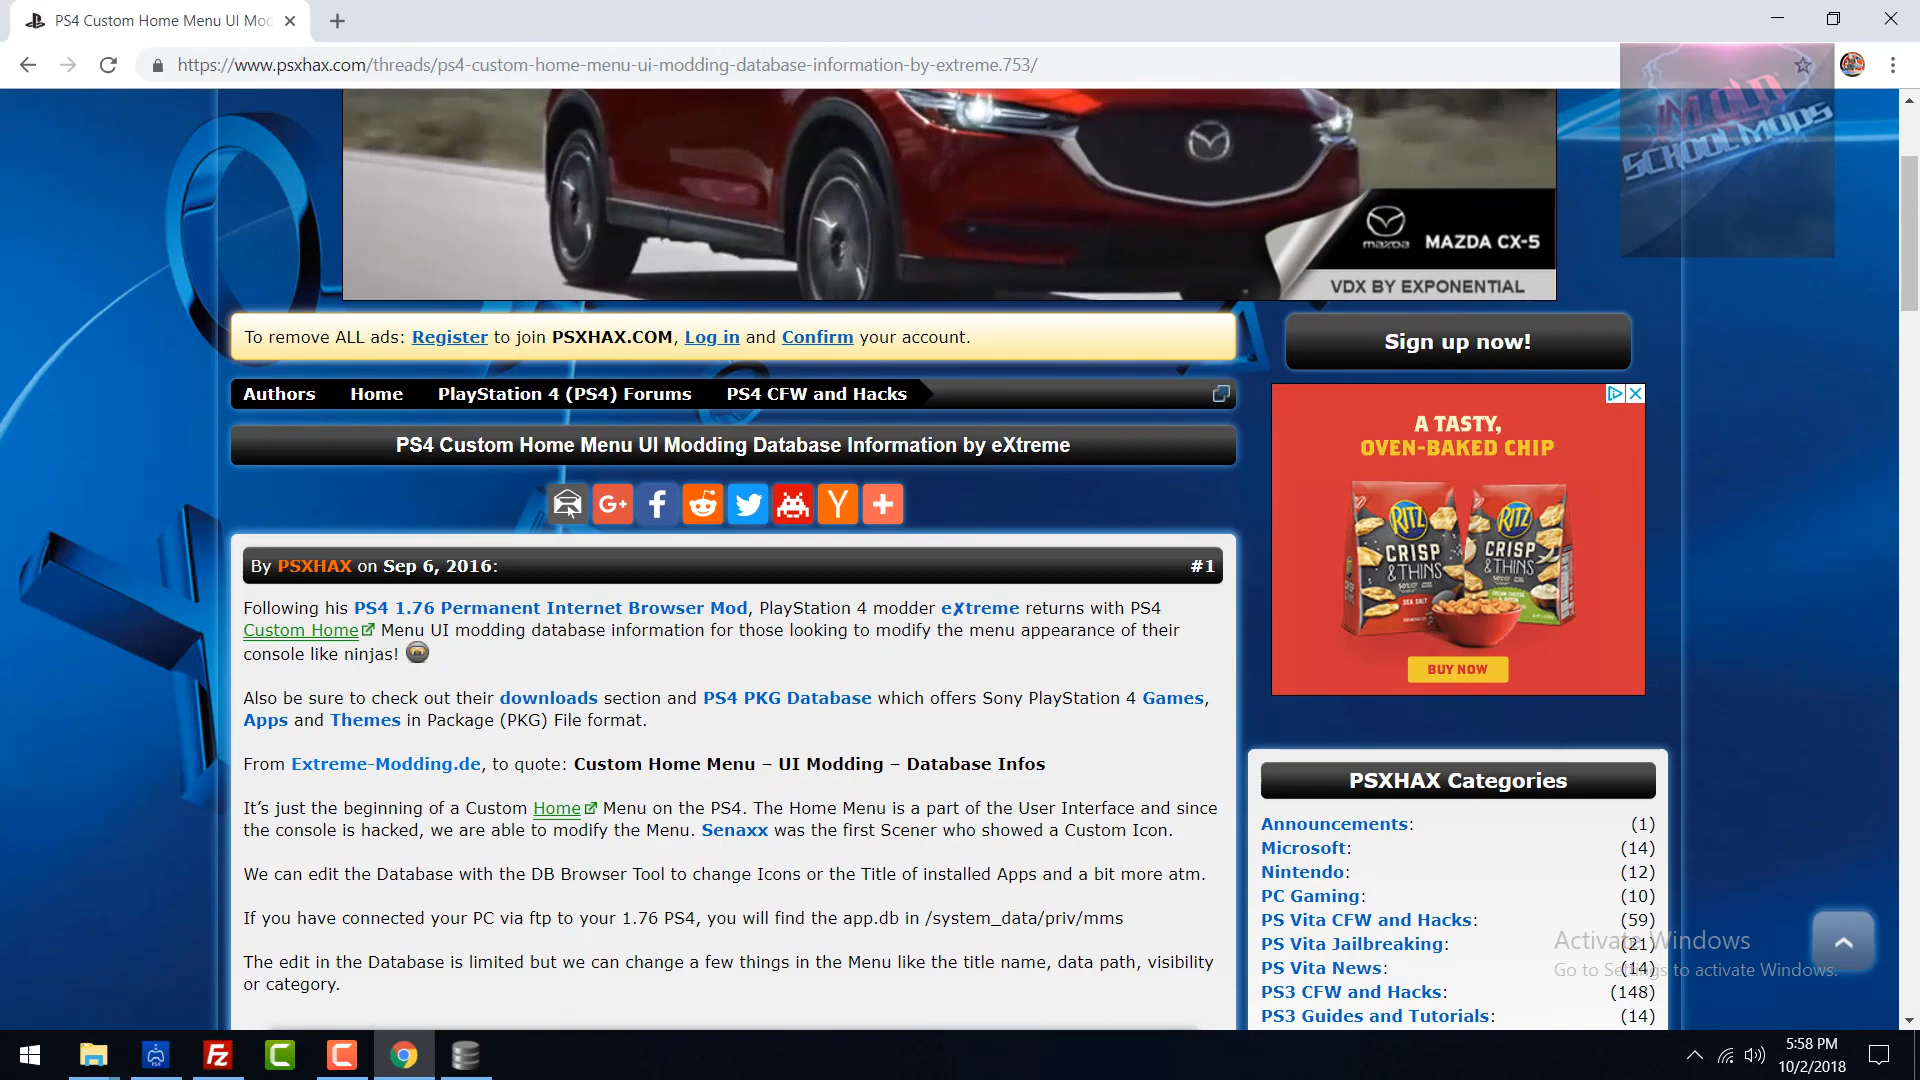 PS4 Custom Home Menu UI Mod
https://www.psxhax.com/threads/ps4-custom-home-menu-ui-modding-database-information-by-extreme.753/
IM OLD
SCHOOL MODS
mazda
MAZDA CX-5
VDX BY EXPONENTIAL
To remove ALL ads: Register to join PSXHAX.COM, Log in and Confirm your account.
Sign up now!
Authors Home PlayStation 4 (PS4) Forums PS4 CFW and Hacks
PS4 Custom Home Menu UI Modding Database Information by eXtreme
G+
By PSXHAX on Sep 6, 2016: #1
Following his PS4 1.76 Permanent Internet Browser Mod, PlayStation 4 modder e✗treme returns with PS4
Custom Home Menu UI modding database information for those looking to modify the menu appearance of their
console like ninjas!
Also be sure to check out their downloads section and PS4 PKG Database which offers Sony PlayStation 4 Games,
Apps and Themes in Package (PKG) File format.
From Extreme-Modding.de, to quote: Custom Home Menu – UI Modding – Database Infos
It’s just the beginning of a Custom Home Menu on the PS4. The Home Menu is a part of the User Interface and since
the console is hacked, we are able to modify the Menu. Senaxx was the first Scener who showed a Custom Icon.
We can edit the Database with the DB Browser Tool to change Icons or the Title of installed Apps and a bit more atm.
If you have connected your PC via ftp to your 1.76 PS4, you will find the app.db in /system_data/priv/mms
The edit in the Database is limited but we can change a few things in the Menu like the title name, data path, visibility
or category.
A TASTY,
OVEN-BAKED CHIP
RITZ
CRISP
& THINS
SEA SALT
RITZ
CRISP
& THINS
BUY NOW
PSXHAX Categories
Announcements: (1)
Microsoft: (14)
Nintendo: (12)
PC Gaming: (10)
PS Vita CFW and Hacks: (59)
PS Vita Jailbreaking: (21)
PS Vita News: (14)
PS3 CFW and Hacks: (148)
PS3 Guides and Tutorials: (14)
Activate Windows
Go to Settings to activate Windows.
5:58 PM
10/2/2018